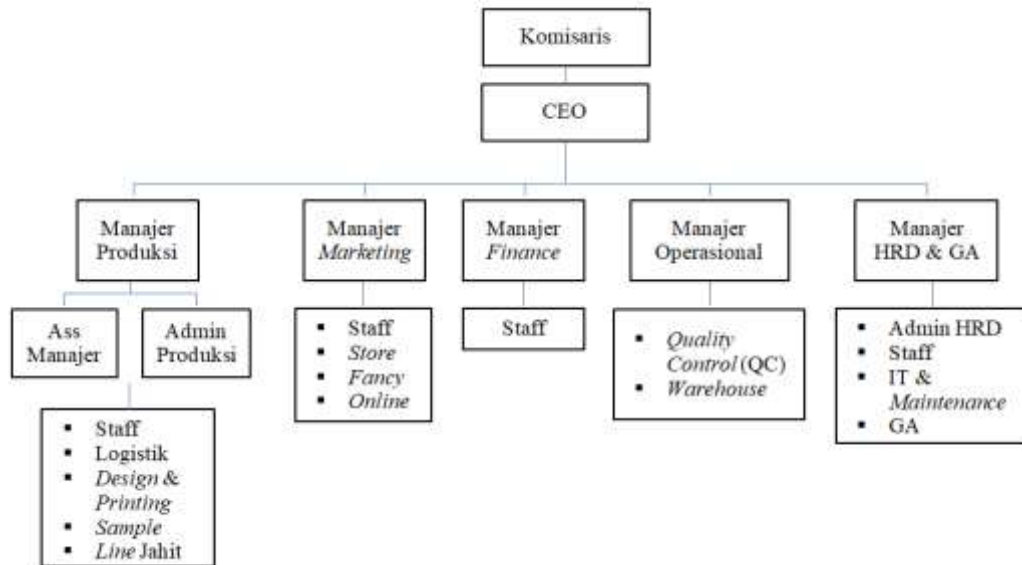 Komisaris
CEO
Manajer
Produksi
Manajer
Marketing
Manajer
Finance
Manajer
Operasional
Manajer
HRD & GA
Ass
Manajer
Admin
Produksi
▪ Staff
▪ Store
▪ Fancy
▪ Online
Staff
▪ Quality
Control (QC)
▪ Warehouse
▪ Admin HRD
▪ Staff
▪ IT &
Maintenance
▪ GA
▪ Staff
▪ Logistik
▪ Design &
Printing
▪ Sample
▪ Line Jahit